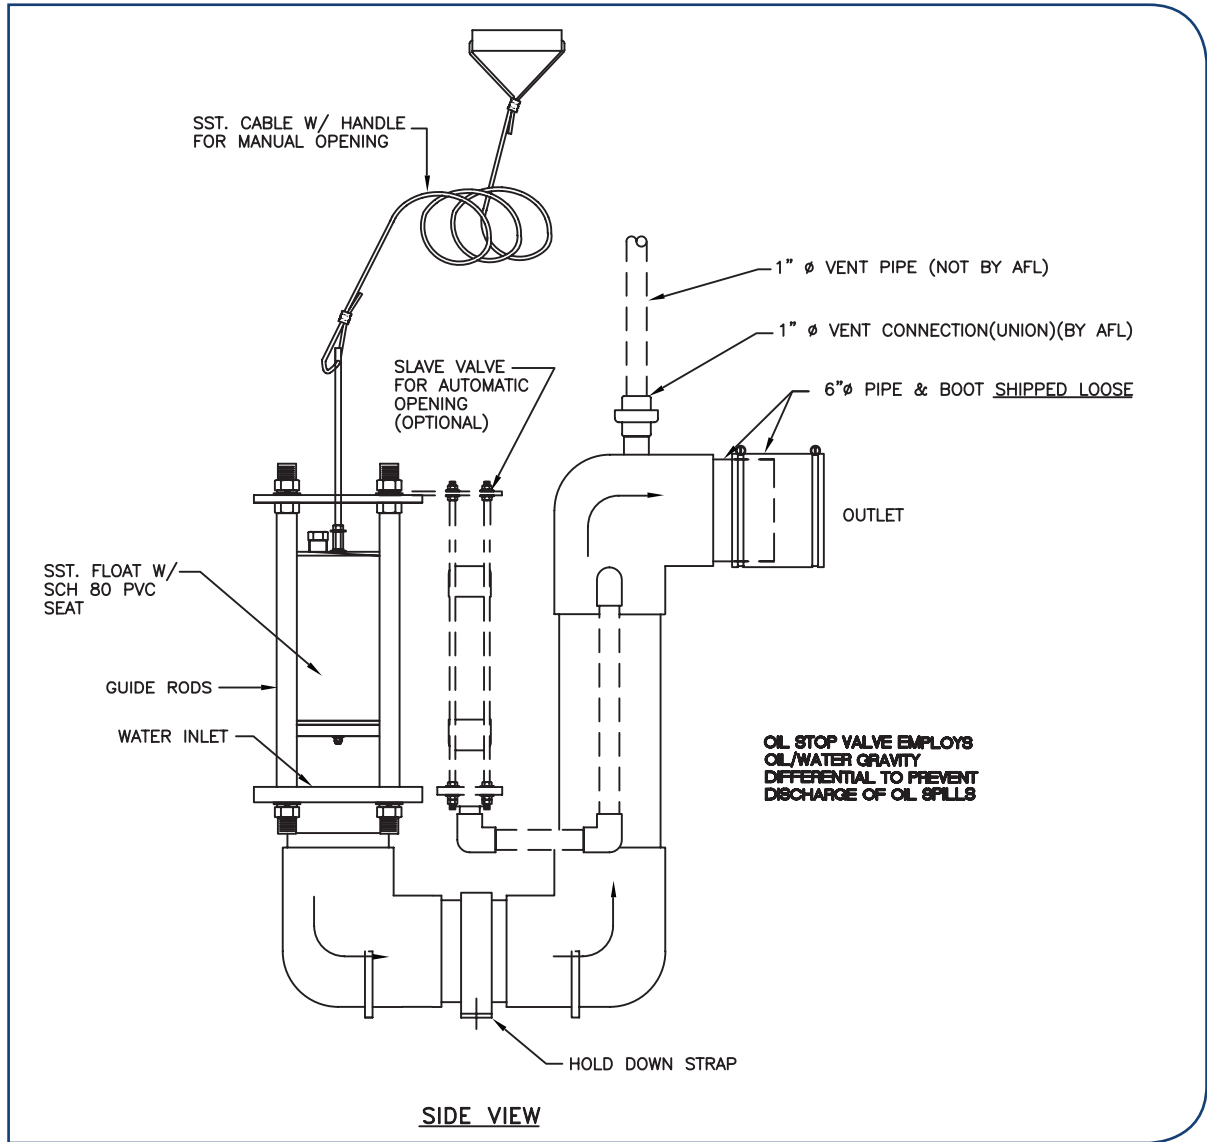 SST. CABLE W/ HANDLE
FOR MANUAL OPENING
1" ø VENT PIPE (NOT BY AFL)
1" ø VENT CONNECTION(UNION)(BY AFL)
SLAVE VALVE
FOR AUTOMATIC
OPENING
(OPTIONAL)
6"ø PIPE & BOOT SHIPPED LOOSE
OUTLET
SST. FLOAT W/
SCH 80 PVC
SEAT
GUIDE RODS
WATER INLET
OIL STOP VALVE EMPLOYS
OIL/WATER GRAVITY
DIFFERENTIAL TO PREVENT
DISCHARGE OF OIL SPILLS
HOLD DOWN STRAP
SIDE VIEW